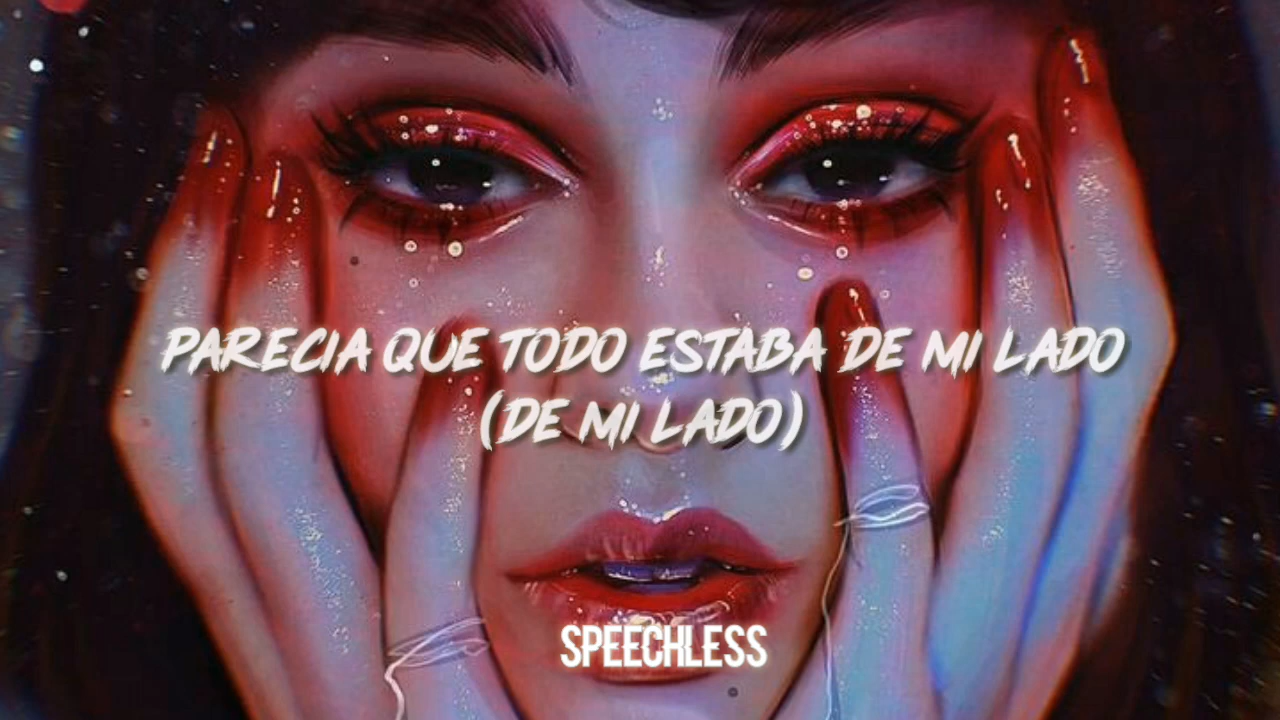 PARECIA QUE TODO ESTABA DE MI LADO
(DE MI LADO)
SPEECHLESS